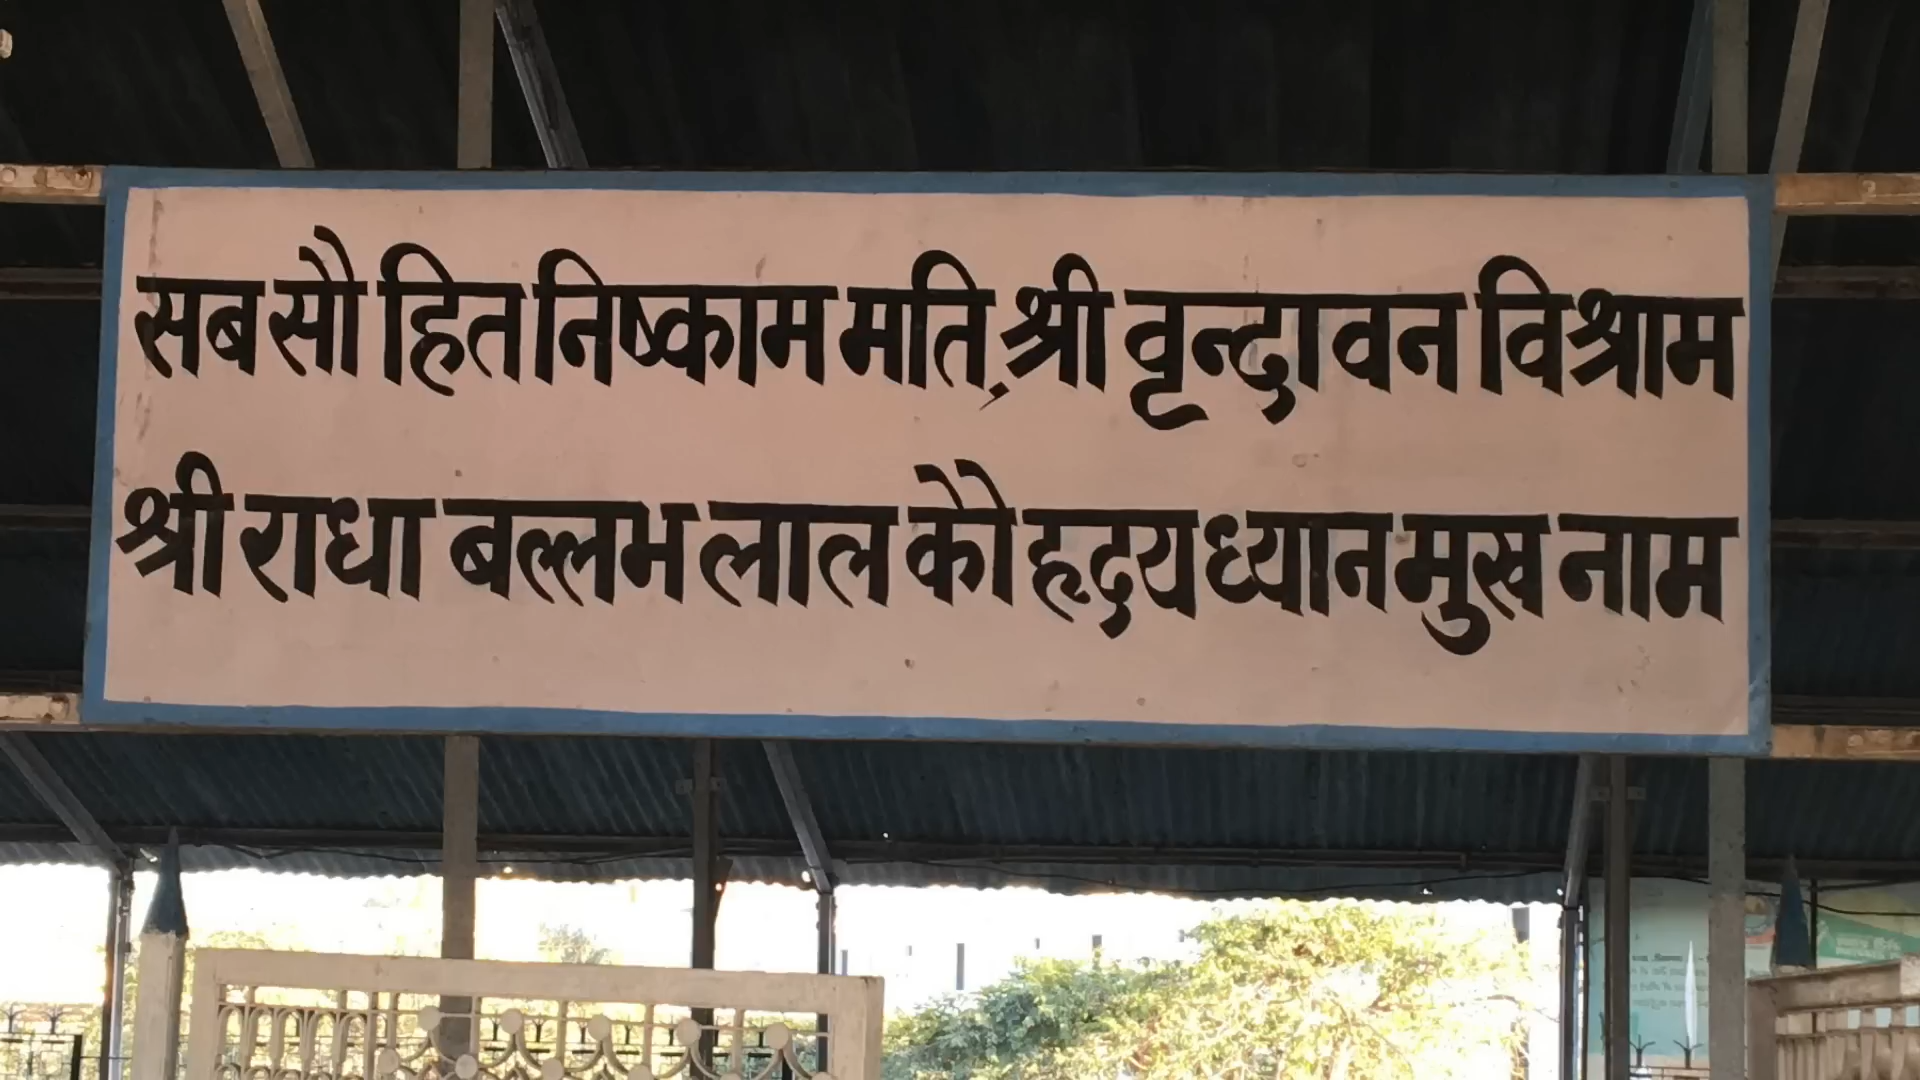 सब सौ हित निष्काम मति, श्री वृन्दावन विश्राम
श्री राधा बल्लभ लाल कौ हृदय ध्यान मुख नाम